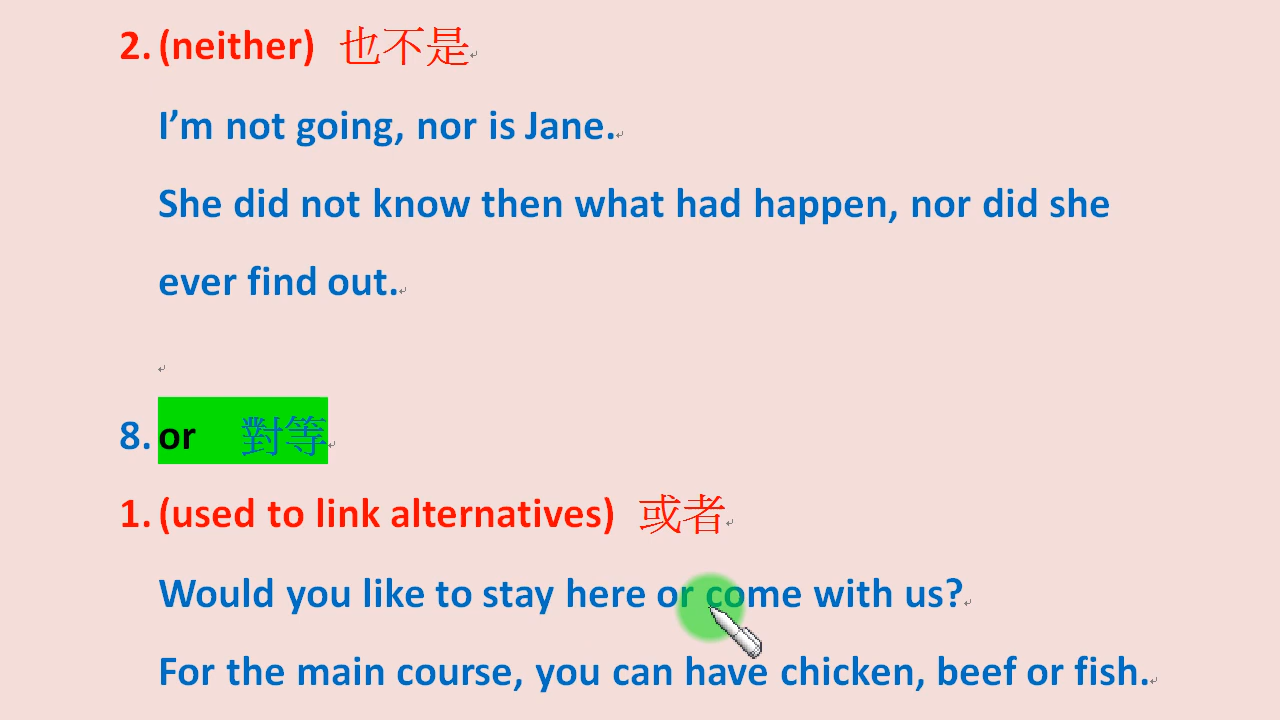 2. (neither) 也不是
I’m not going, nor is Jane.
She did not know then what had happen, nor did she
ever find out.
8. or 對等
1. (used to link alternatives) 或者
Would you like to stay here or come with us?
For the main course, you can have chicken, beef or fish.